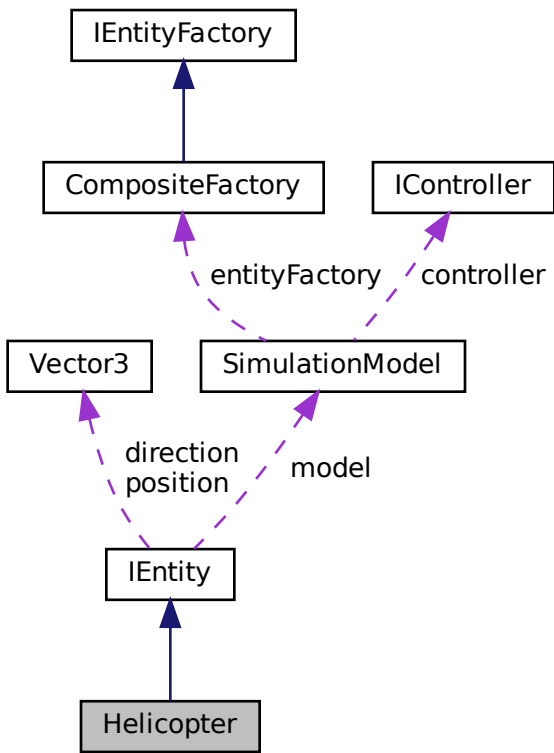 IEntityFactory
CompositeFactory
IController
entityFactory
controller
Vector3
SimulationModel
direction
position
model
IEntity
Helicopter